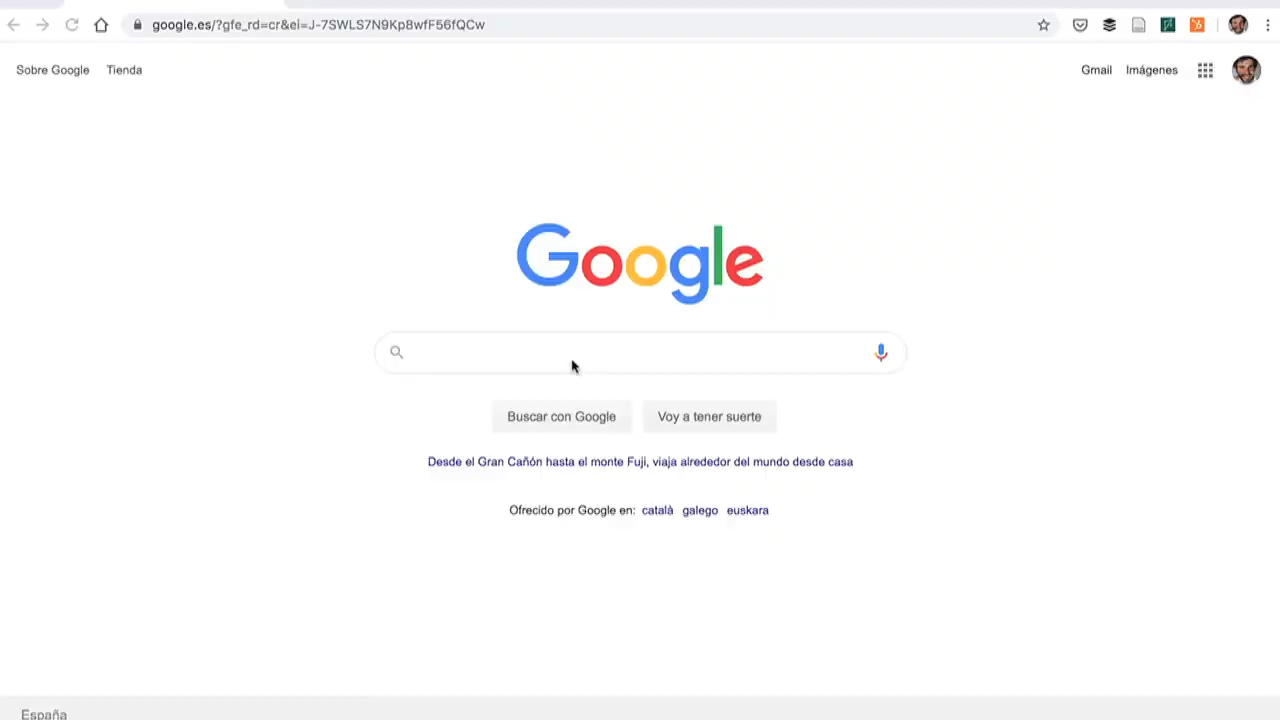 google.es/?gfe_rd=cr&ei=J-7SWLS7N9Kp8wfF56fQCw
Sobre Google Tienda
Gmail Imágenes
Google
Buscar con Google Voy a tener suerte
Desde el Gran Cañón hasta el monte Fuji, viaja alrededor del mundo desde casa
Ofrecido por Google en: català galego euskara
España